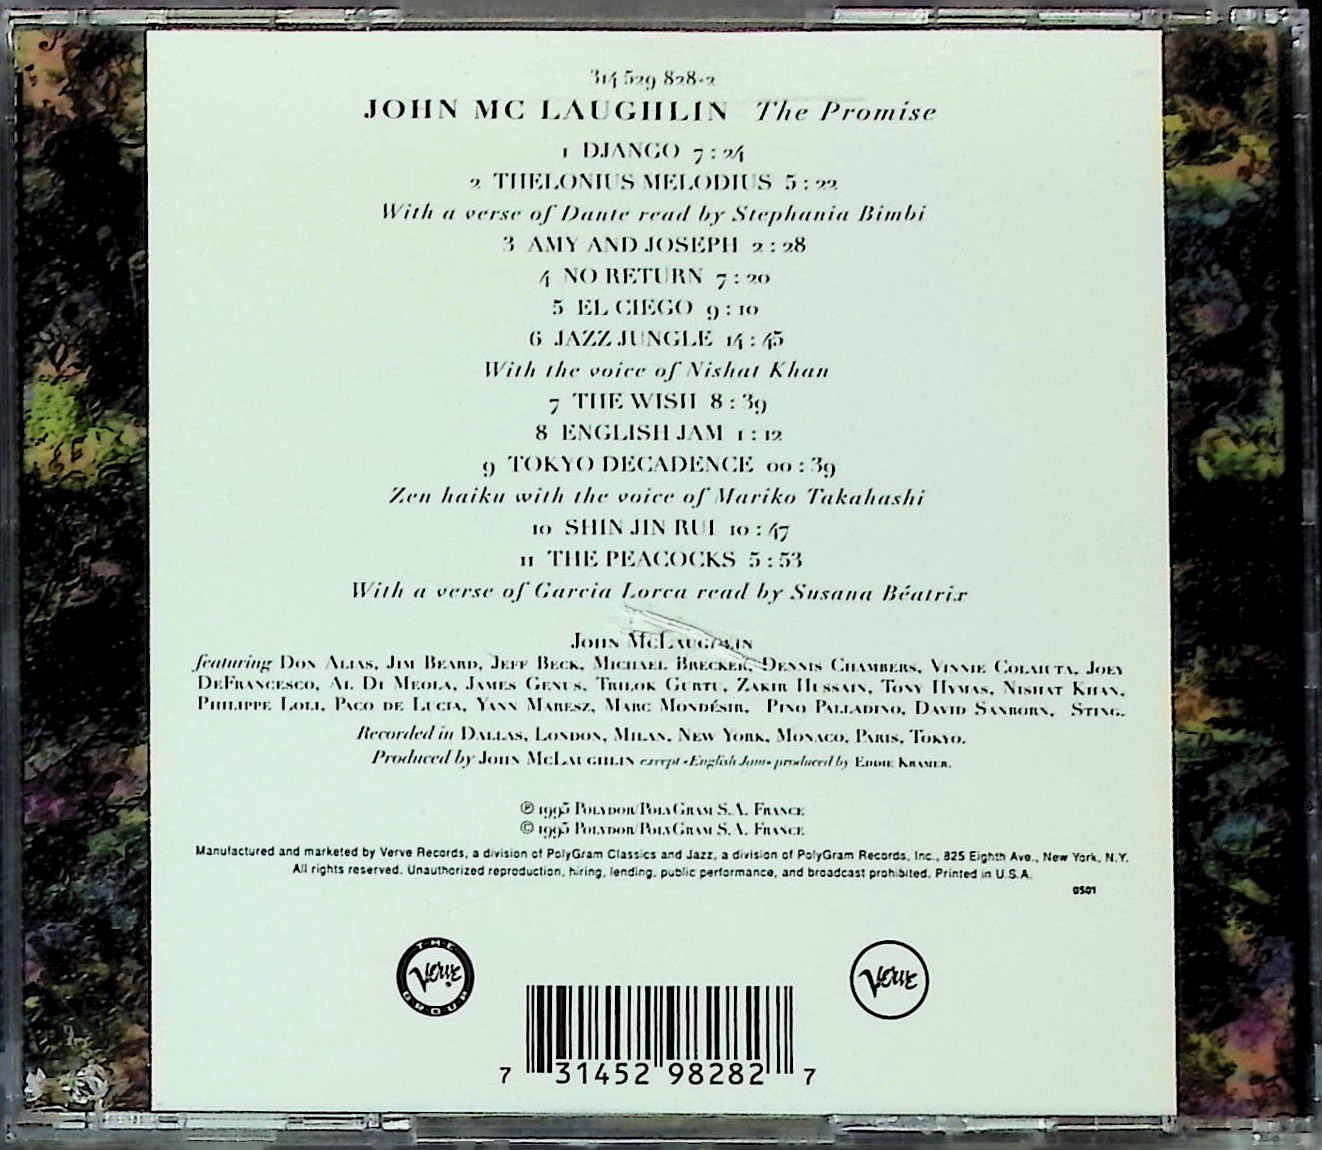 314 529 828-2
JOHN MC LAUGHLIN The Promise
1 DJANGO 7:24
2 THELONIUS MELODIUS 5:22
With a verse of Dante read by Stephania Bimbi
3 AMY AND JOSEPH 2:28
4 NO RETURN 7:20
5 EL CIEGO 9:10
6 JAZZ JUNGLE 14:45
With the voice of Nishat Khan
7 THE WISH 8:39
8 ENGLISH JAM 1:12
9 TOKYO DECADENCE 00:39
Zen haiku with the voice of Mariko Takahashi
10 SHIN JIN RUI 10:47
11 THE PEACOCKS 5:53
With a verse of Garcia Lorca read by Susana Béatrix
JOHN MCLAUGHLIN
featuring DON ALIAS, JIM BEARD, JEFF BECK, MICHAEL BRECKER, DENNIS CHAMBERS, VINNIE COLAIUTA, JOEY
DEFRANCESCO, AL DI MEOLA, JAMES GENUS, TRILOK GURTU, ZAKIR HUSSAIN, TONY HYMAS, NISHAT KHAN,
PHILIPPE LOLI, PACO DE LUCIA, YANN MARESZ, MARC MONDÉSIR, PINO PALLADINO, DAVID SANBORN, STING.
Recorded in DALLAS, LONDON, MILAN, NEW YORK, MONACO, PARIS, TOKYO.
Produced by JOHN MCLAUGHLIN except «English Jam» produced by EDDIE KRAMER.
℗ 1995 POLYDOR/POLYGRAM S.A. FRANCE
© 1995 POLYDOR/POLYGRAM S.A. FRANCE
Manufactured and marketed by Verve Records, a division of PolyGram Classics and Jazz, a division of PolyGram Records, Inc., 825 Eighth Ave., New York, N.Y.
All rights reserved. Unauthorized reproduction, hiring, lending, public performance, and broadcast prohibited. Printed in U.S.A.
0501
THE Verve GROUP
Verve
7 31452 98282 7